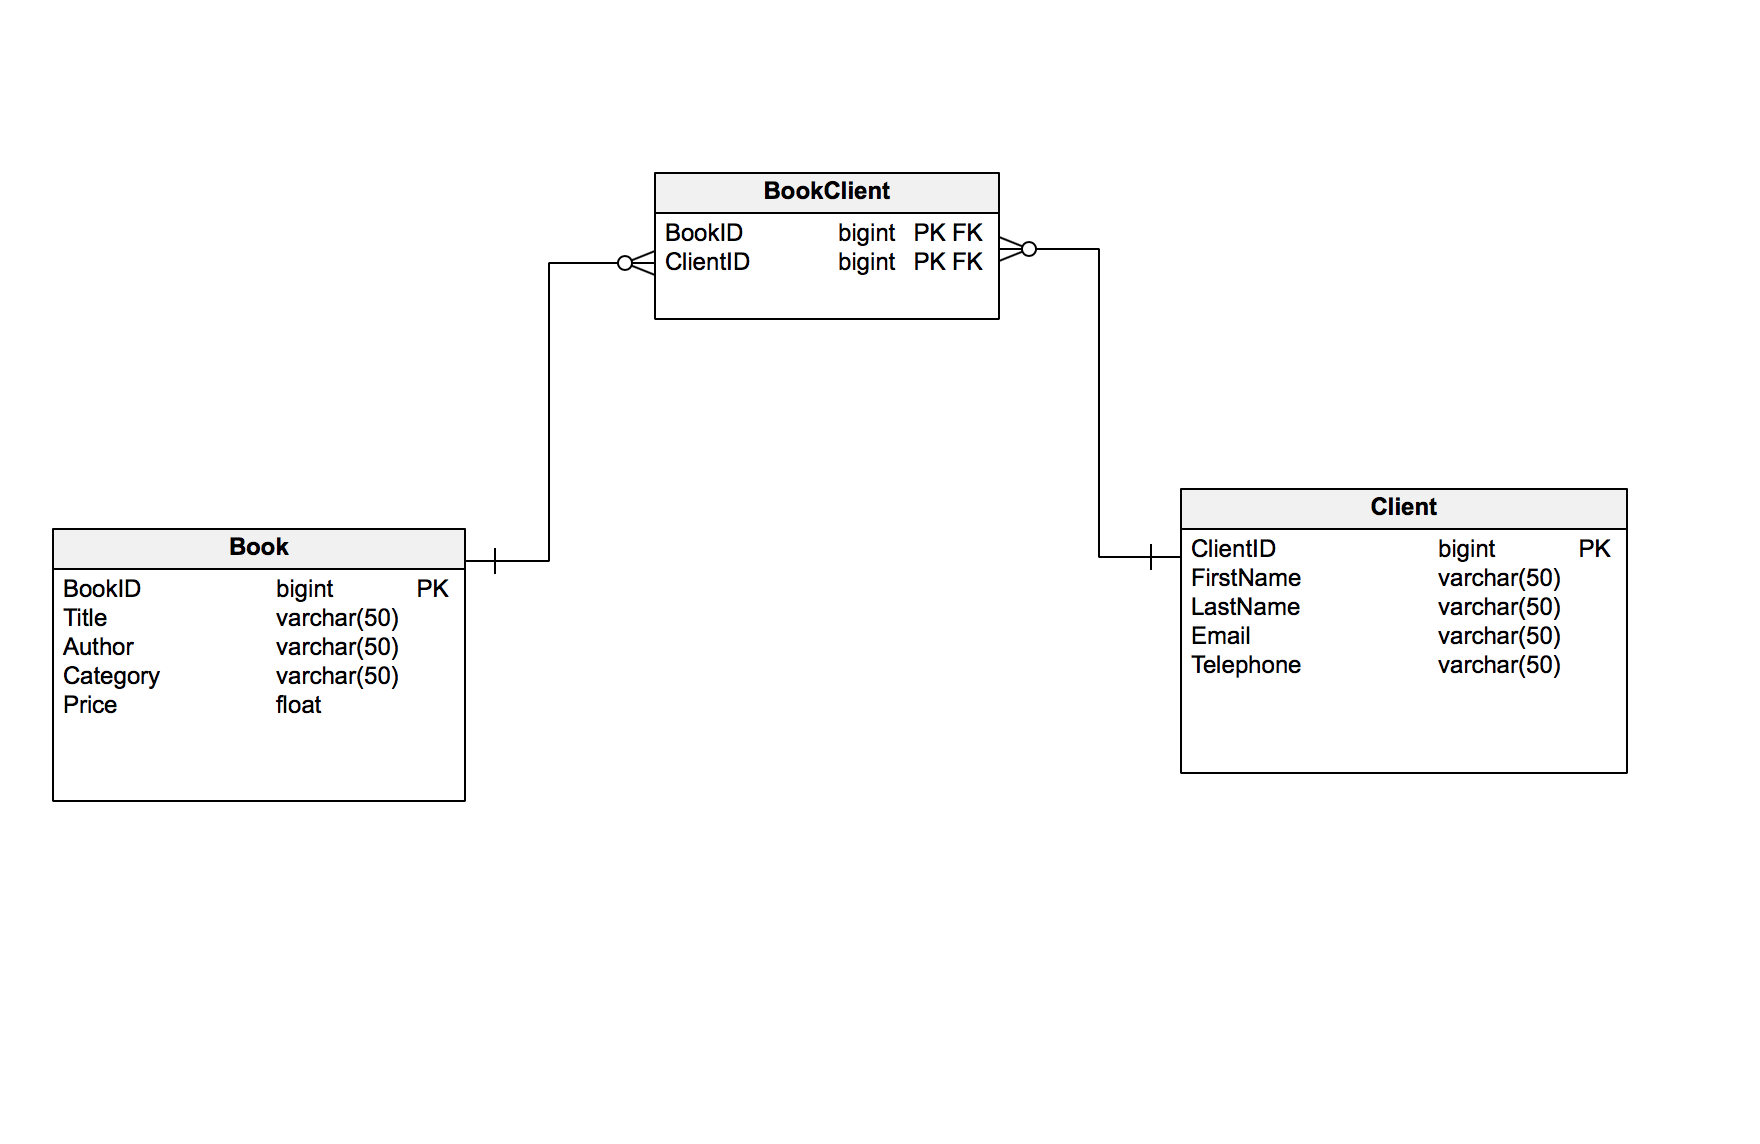 BookClient
BookID bigint PK FK
ClientID bigint PK FK
Book
BookID bigint PK
Title varchar(50)
Author varchar(50)
Category varchar(50)
Price float
Client
ClientID bigint PK
FirstName varchar(50)
LastName varchar(50)
Email varchar(50)
Telephone varchar(50)